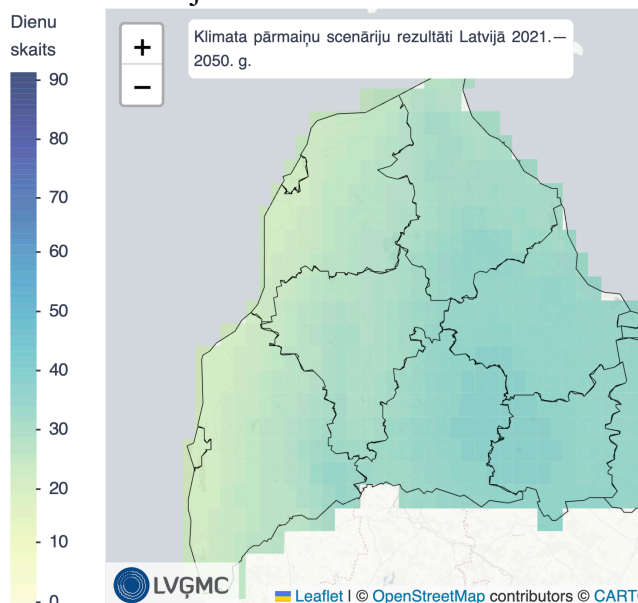 Dienu
skaits
90
80
70
60
50
40
30
20
10
0
+
−
Klimata pārmaiņu scenāriju rezultāti Latvijā 2021.—
2050. g.
LVĢMC
Leaflet | © OpenStreetMap contributors © CARTO